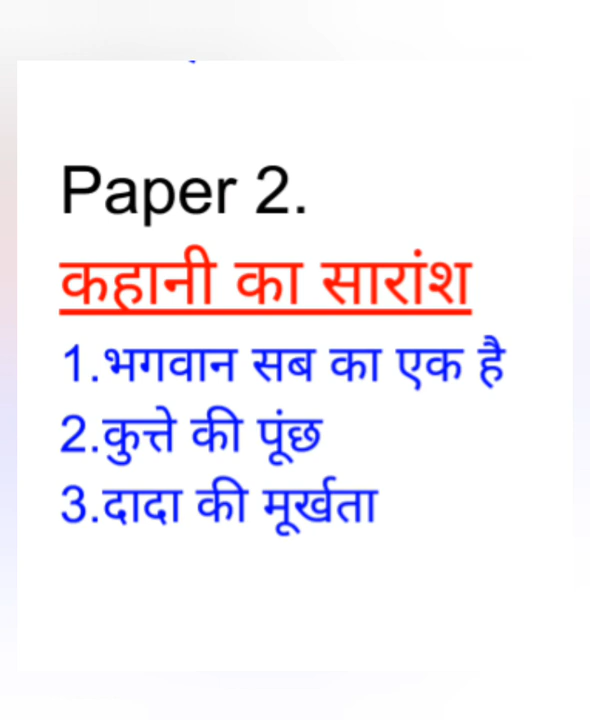 Paper 2.
कहानी का सारांश
1.भगवान सब का एक है
2.कुत्ते की पूंछ
3.दादा की मूर्खता